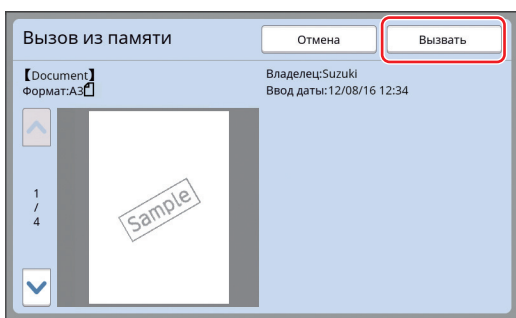 Вызов из памяти
Отмена
Вызвать
【Document】
Формат:A3
Владелец:Suzuki
Ввод даты:12/08/16 12:34
1
/
4
Sample